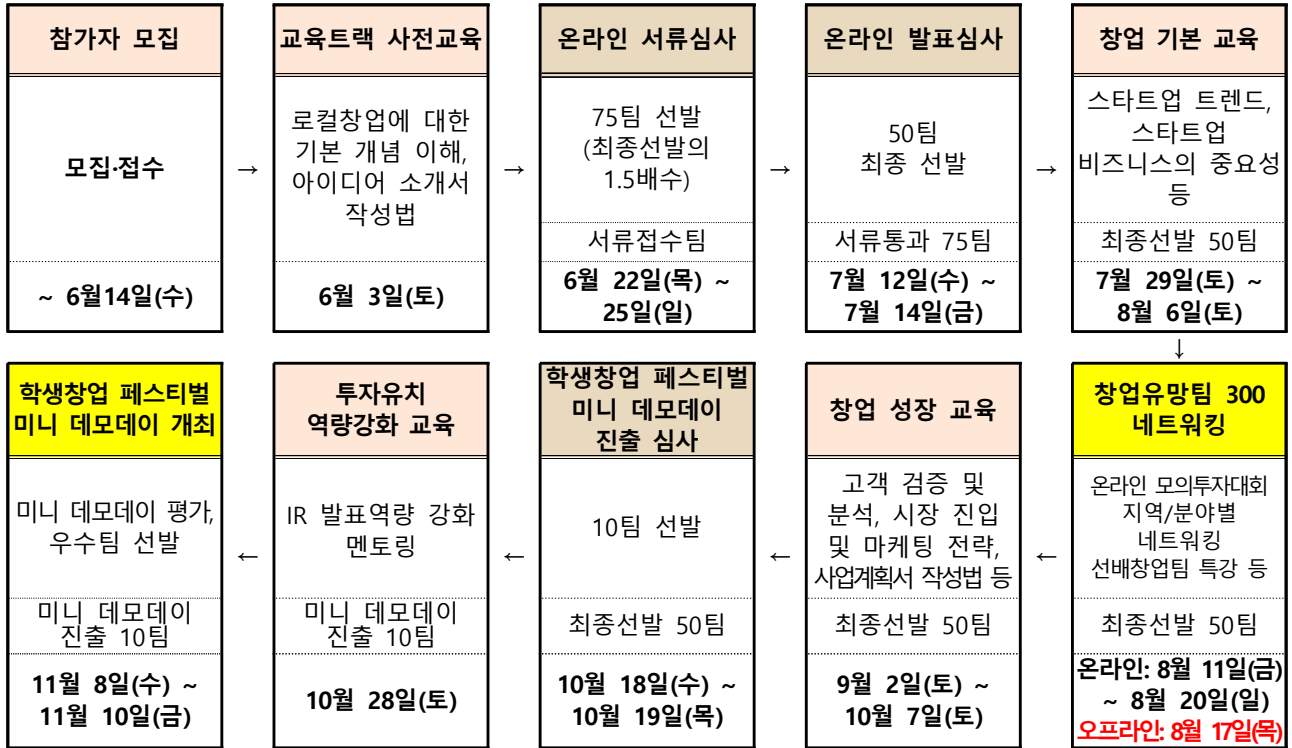 참가자 모집
모집·접수
~ 6월14일(수)
→
교육트랙 사전교육
로컬창업에 대한
기본 개념 이해,
아이디어 소개서
작성법
6월 3일(토)
→
온라인 서류심사
75팀 선발
(최종선발의
1.5배수)
서류접수팀
6월 22일(목) ~
25일(일)
→
온라인 발표심사
50팀
최종 선발
서류통과 75팀
7월 12일(수) ~
7월 14일(금)
→
창업 기본 교육
스타트업 트렌드,
스타트업
비즈니스의 중요성
등
최종선발 50팀
7월 29일(토) ~
8월 6일(토)
↓
창업유망팀 300
네트워킹
온라인 모의투자대회
지역/분야별
네트워킹
선배창업팀 특강 등
최종선발 50팀
온라인: 8월 11일(금)
~ 8월 20일(일)
오프라인: 8월 17일(목)
←
창업 성장 교육
고객 검증 및
분석, 시장 진입
및 마케팅 전략,
사업계획서 작성법 등
최종선발 50팀
9월 2일(토) ~
10월 7일(토)
←
학생창업 페스티벌
미니 데모데이
진출 심사
10팀 선발
최종선발 50팀
10월 18일(수) ~
10월 19일(목)
←
투자유치
역량강화 교육
IR 발표역량 강화
멘토링
미니 데모데이
진출 10팀
10월 28일(토)
←
학생창업 페스티벌
미니 데모데이 개최
미니 데모데이 평가,
우수팀 선발
미니 데모데이
진출 10팀
11월 8일(수) ~
11월 10일(금)